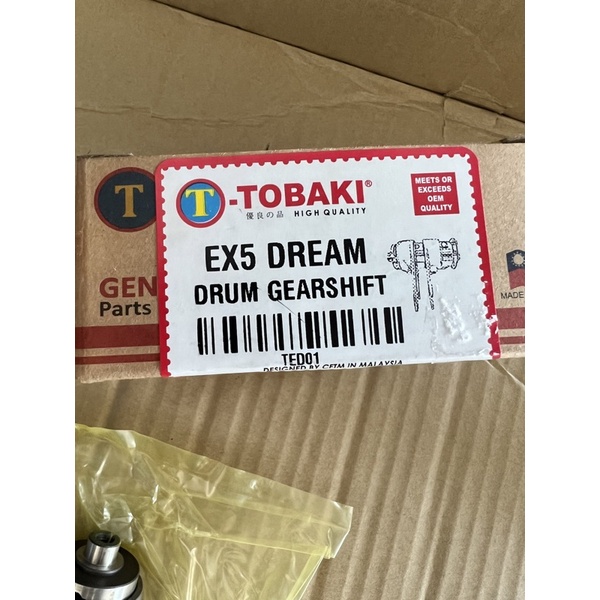 T
T-TOBAKI®
優良の品 HIGH QUALITY
MEETS OR
EXCEEDS
OEM
QUALITY
EX5 DREAM
DRUM GEARSHIFT
TED01
DESIGNED BY CFTM IN MALAYSIA
GEN
Parts
MADE